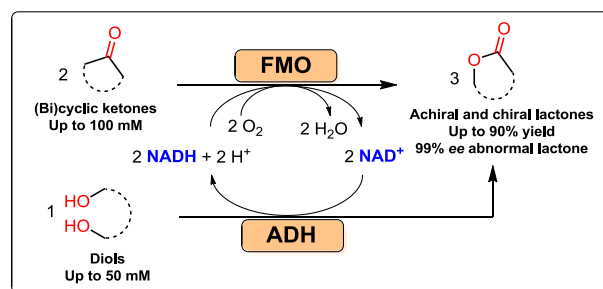 O
2
(Bi)cyclic ketones
Up to 100 mM
FMO
2 O₂
2 H₂O
2 NADH + 2 H⁺
2 NAD⁺
O
O
3
Achiral and chiral lactones
Up to 90% yield
99% ee abnormal lactone
HO
1
HO
Diols
Up to 50 mM
ADH